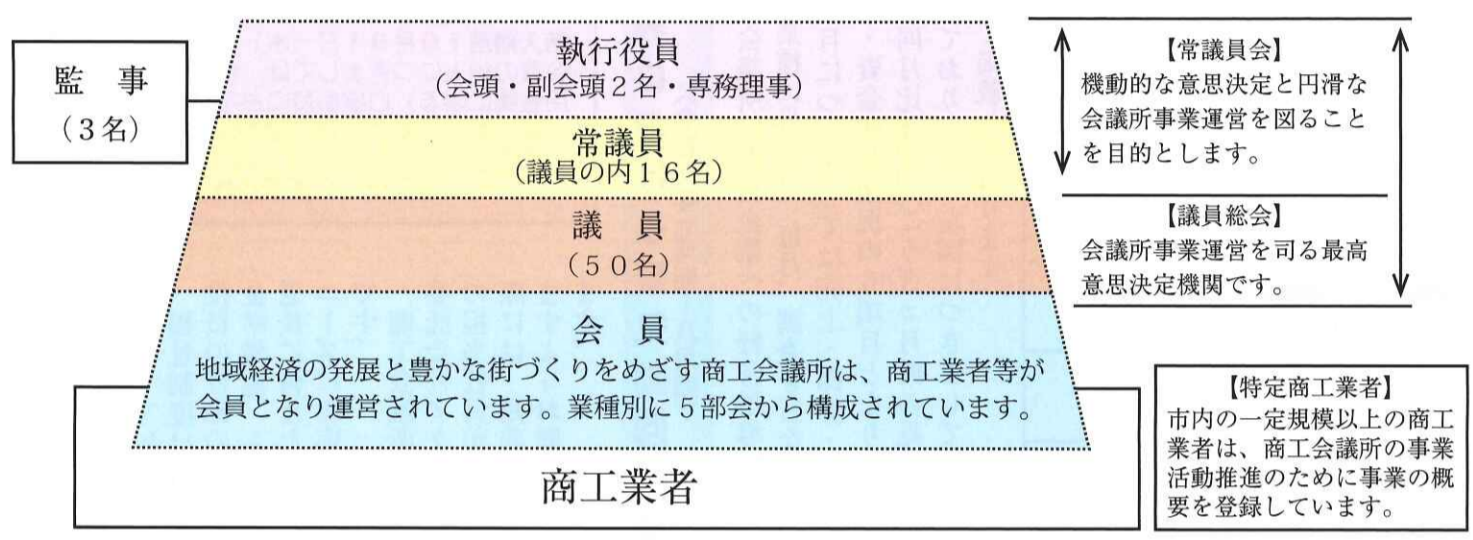 監　事
（３名）
執行役員
（会頭・副会頭２名・専務理事）
常議員
（議員の内１６名）
議　員
（５０名）
会　員
地域経済の発展と豊かな街づくりをめざす商工会議所は、商工業者等が
会員となり運営されています。業種別に５部会から構成されています。
商工業者
【常議員会】
機動的な意思決定と円滑な
会議所事業運営を図ること
を目的とします。
【議員総会】
会議所事業運営を司る最高
意思決定機関です。
【特定商工業者】
市内の一定規模以上の商工
業者は、商工会議所の事業
活動推進のために事業の概
要を登録しています。